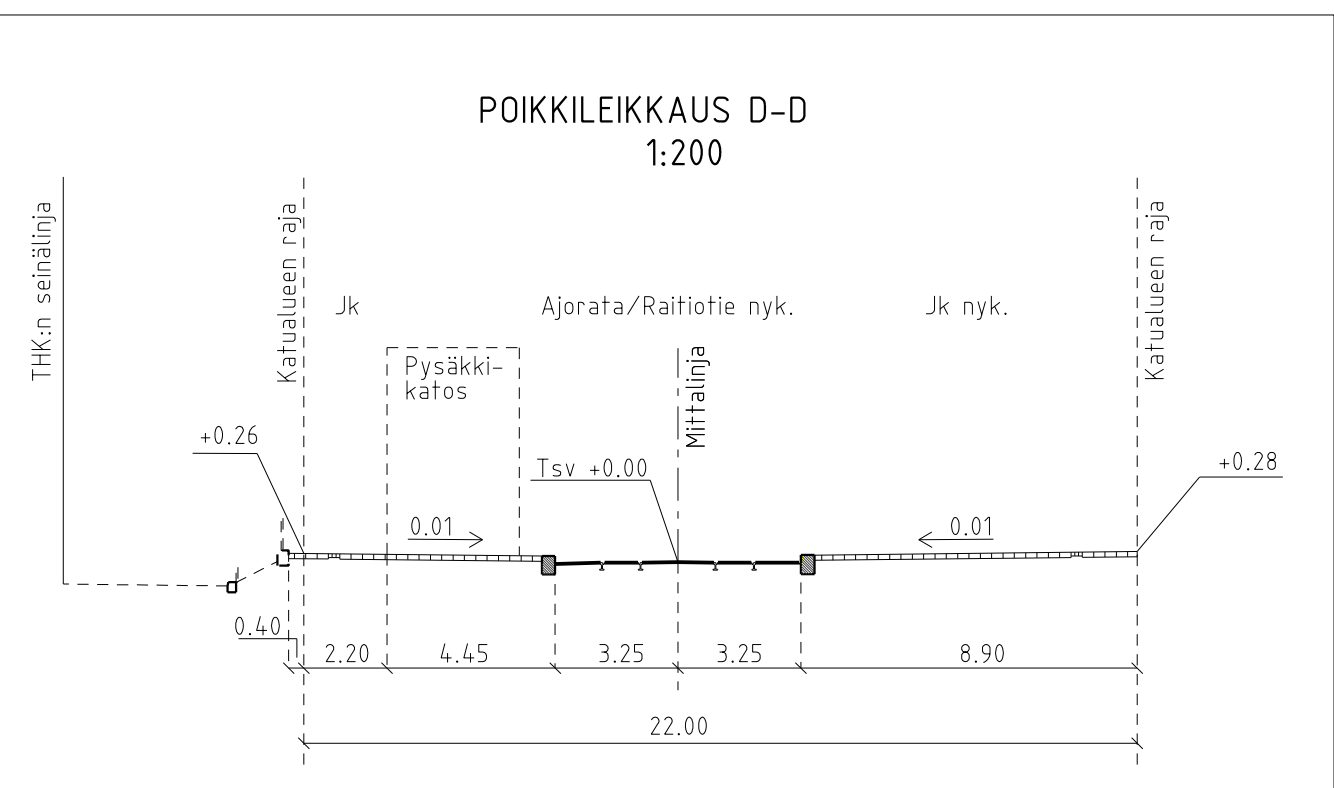 POIKKILEIKKAUS D-D
1:200
THK:n seinälinja
Katualueen raja
Jk
Ajorata/Raitiotie nyk.
Jk nyk.
Katualueen raja
Pysäkki-
katos
Mittalinja
+0.26
Tsv +0.00
+0.28
0.01
0.01
0.40
2.20
4.45
3.25
3.25
8.90
22.00